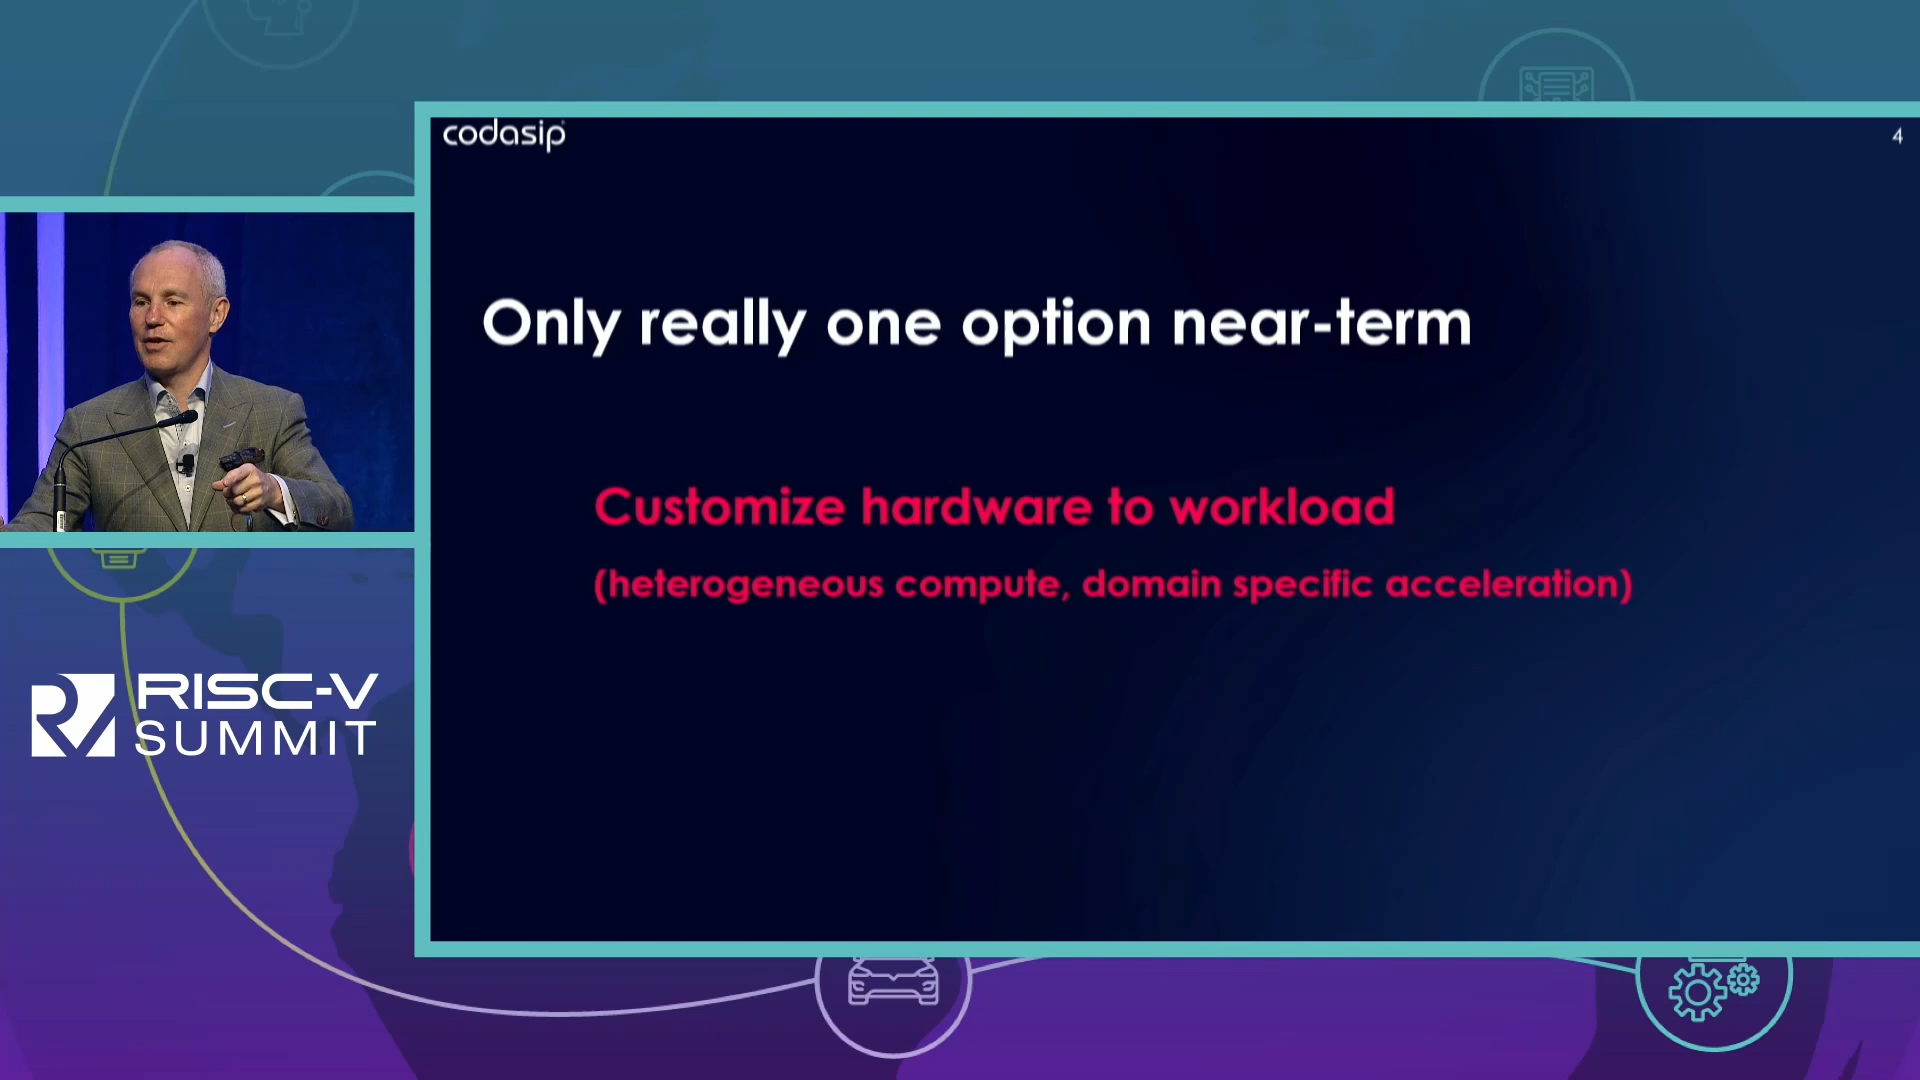 codasip
4
Only really one option near-term
Customize hardware to workload
(heterogeneous compute, domain specific acceleration)
RISC-V
SUMMIT